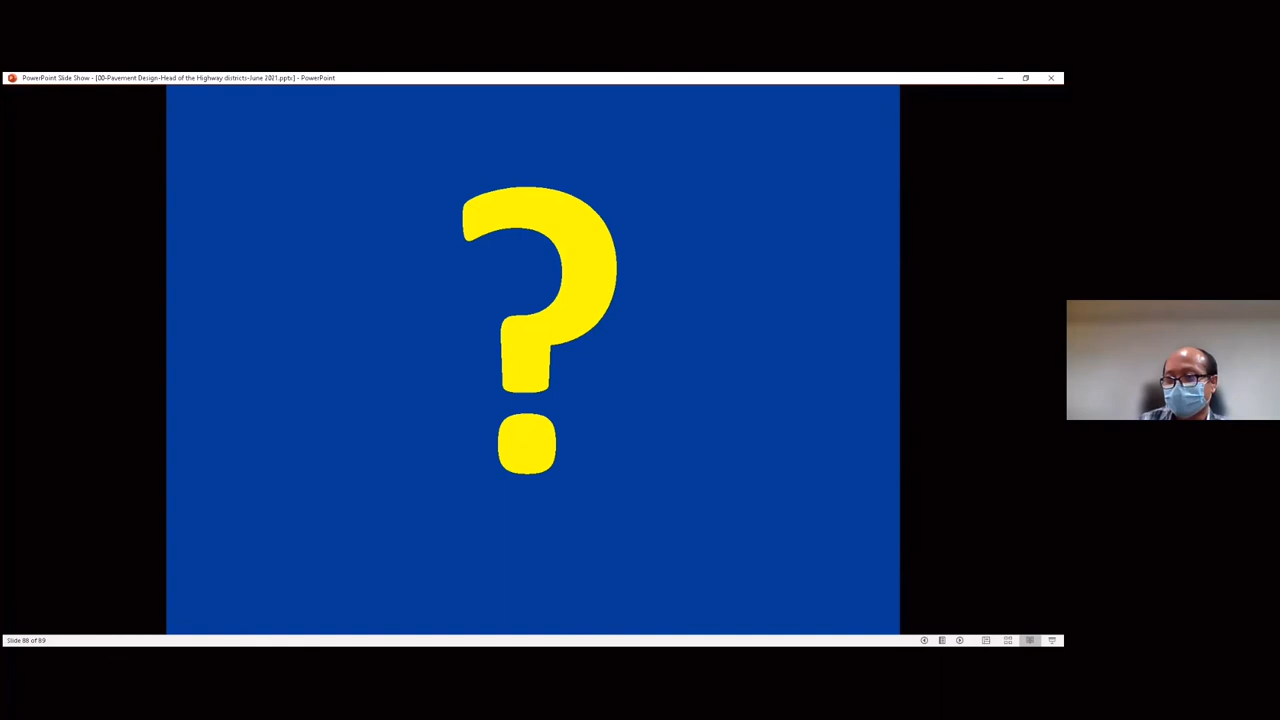 PowerPoint Slide Show - [00-Pavement Design-Head of the Highway districts-June 2021.pptx] - PowerPoint
?
Slide 88 of 89